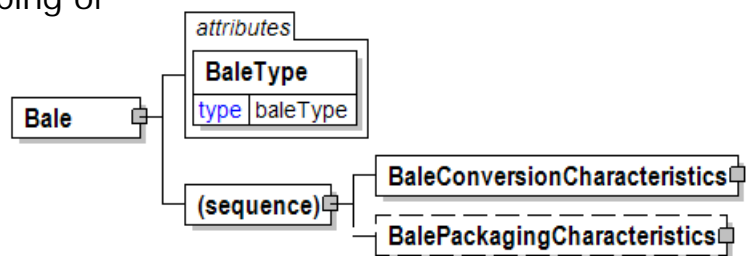 attributes
BaleType
type baleType
Bale
BaleConversionCharacteristics
(sequence)
BalePackagingCharacteristics